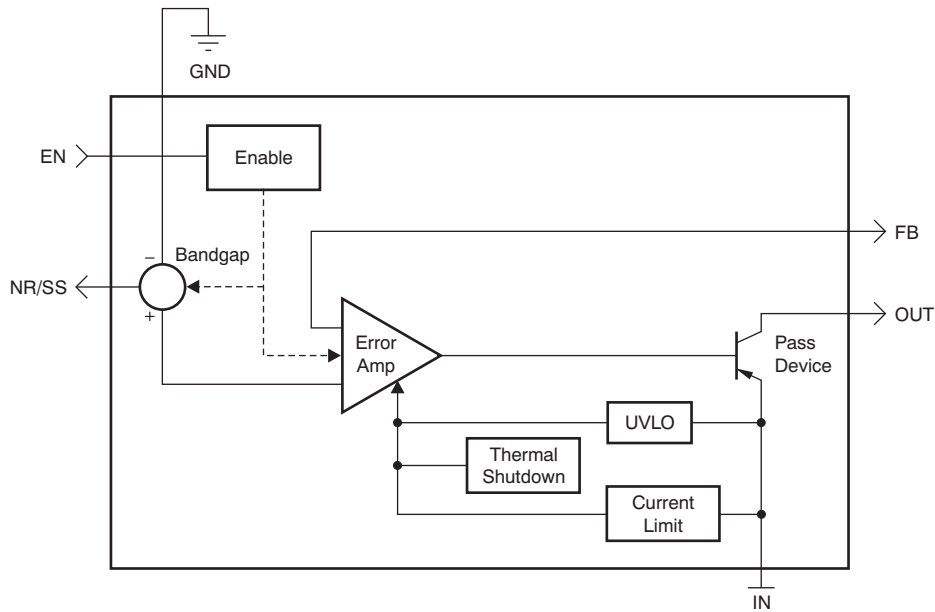 GND
EN
Enable
FB
−
Bandgap
NR/SS
+
OUT
Error
Amp
Pass
Device
UVLO
Thermal
Shutdown
Current
Limit
IN